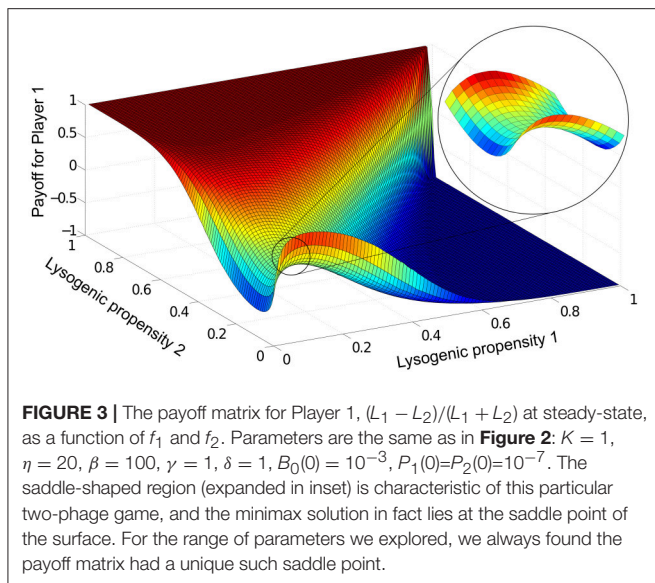 Payoff for Player 1
1
0.5
0
-0.5
-1
1
0.8
0.6
0.4
0.2
0
Lysogenic propensity 2
0
0.2
0.4
0.6
0.8
1
Lysogenic propensity 1
FIGURE 3 | The payoff matrix for Player 1, (L₁ − L₂)/(L₁ + L₂) at steady-state,
as a function of f₁ and f₂. Parameters are the same as in Figure 2: K = 1,
η = 20, β = 100, γ = 1, δ = 1, B₀(0) = 10⁻³, P₁(0)=P₂(0)=10⁻⁷. The
saddle-shaped region (expanded in inset) is characteristic of this particular
two-phage game, and the minimax solution in fact lies at the saddle point of
the surface. For the range of parameters we explored, we always found the
payoff matrix had a unique such saddle point.